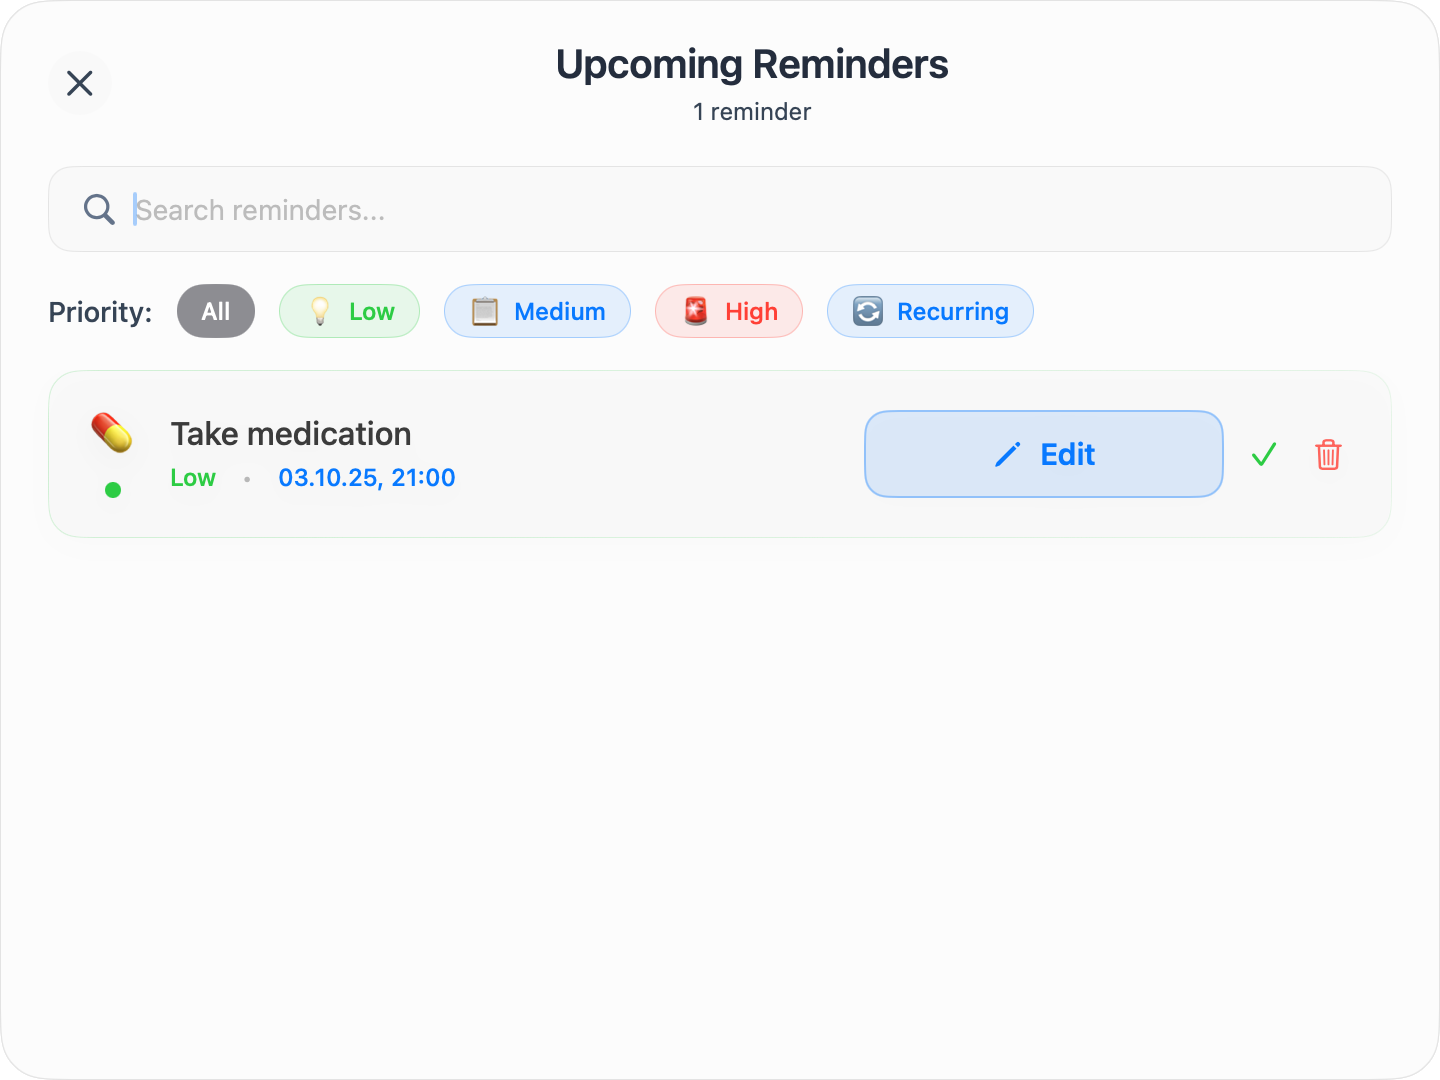 Upcoming Reminders
1 reminder
Search reminders...
Priority: All Low Medium High Recurring
Take medication
Edit
Low • 03.10.25, 21:00